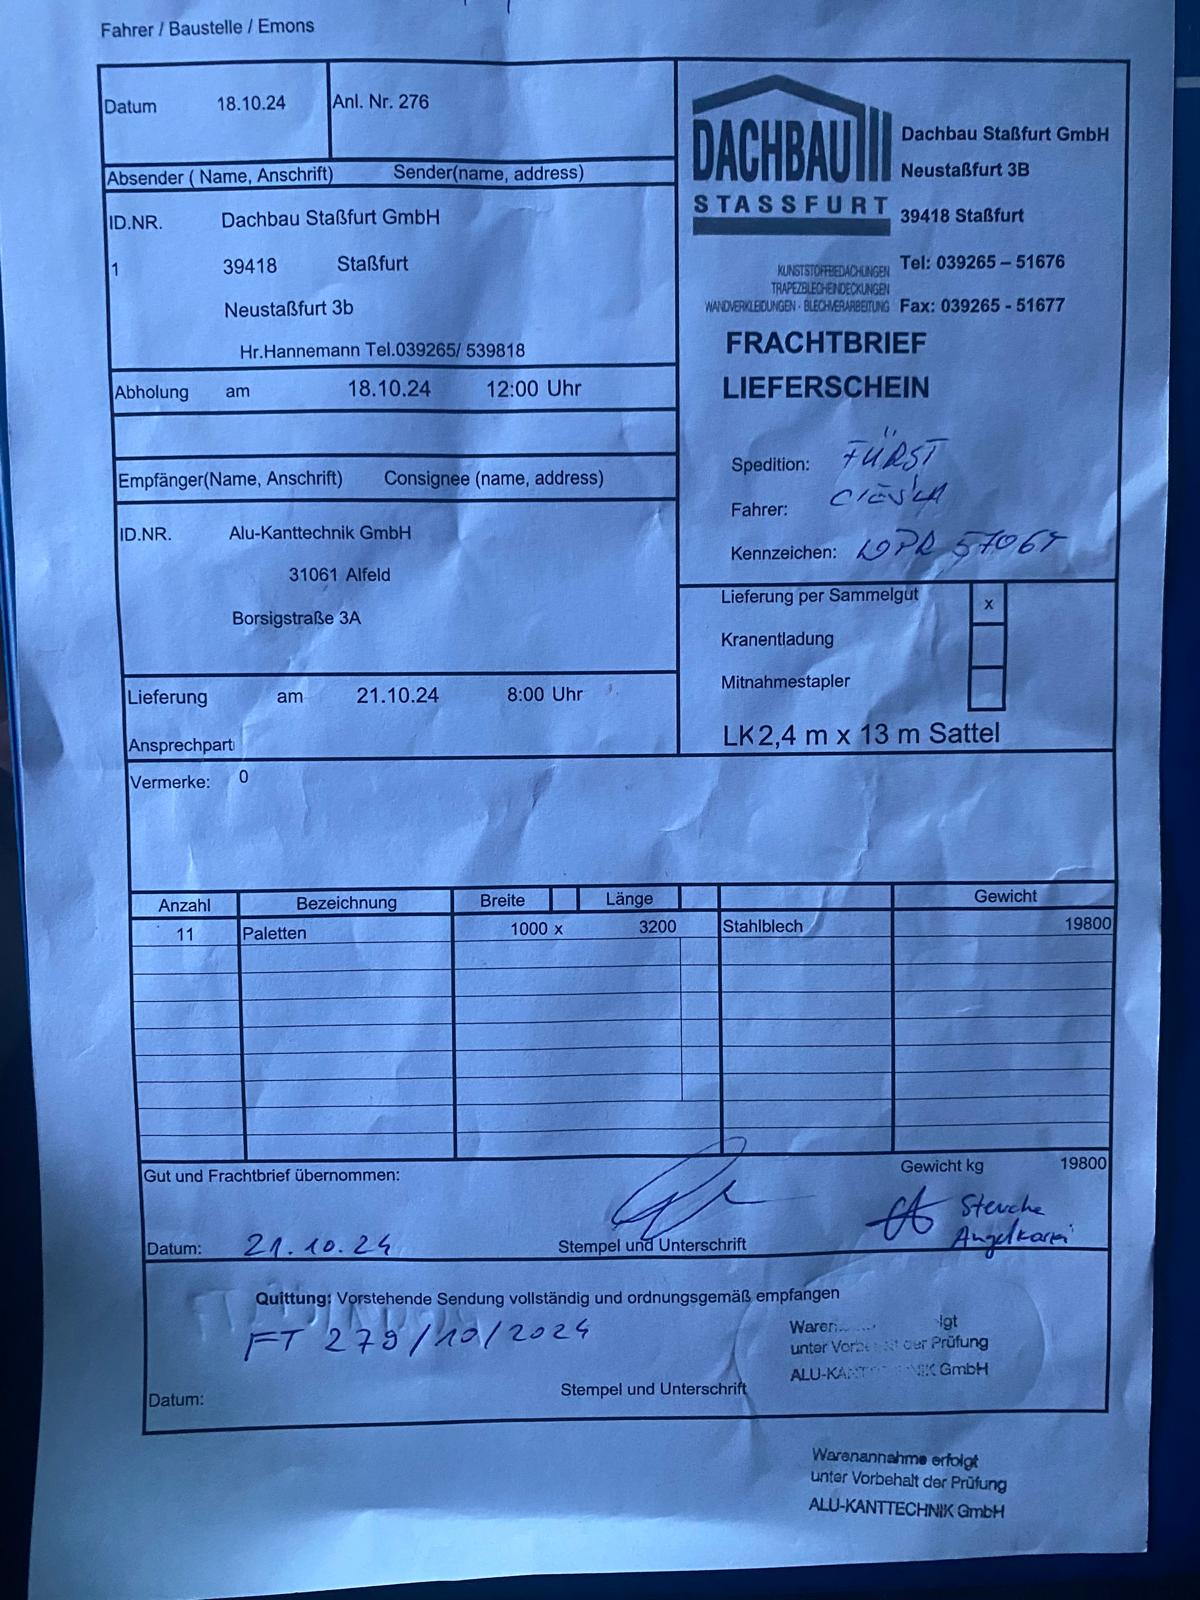 Fahrer / Baustelle / Emons
Datum 18.10.24 Anl. Nr. 276
Absender ( Name, Anschrift) Sender(name, address)
ID.NR. Dachbau Staßfurt GmbH
1 39418 Staßfurt
Neustaßfurt 3b
Hr.Hannemann Tel.039265/ 539818
Abholung am 18.10.24 12:00 Uhr
Empfänger(Name, Anschrift) Consignee (name, address)
ID.NR. Alu-Kanttechnik GmbH
31061 Alfeld
Borsigstraße 3A
Lieferung am 21.10.24 8:00 Uhr
Ansprechpart
DACHBAU
STASSFURT
KUNSTSTOFFBEDACHUNGEN
TRAPEZBLECHEINDECKUNGEN
WANDVERKLEIDUNGEN · BLECHVERARBEITUNG
Dachbau Staßfurt GmbH
Neustaßfurt 3B
39418 Staßfurt
Tel: 039265 – 51676
Fax: 039265 - 51677
FRACHTBRIEF
LIEFERSCHEIN
Spedition: FÜRST
Fahrer:
Kennzeichen:
Lieferung per Sammelgut x
Kranentladung
Mitnahmestapler
LK 2,4 m x 13 m Sattel
Vermerke: 0
Anzahl Bezeichnung Breite Länge Gewicht
11 Paletten 1000 x 3200 Stahlblech 19800
Gut und Frachtbrief übernommen: Gewicht kg 19800
Datum: 21.10.24 Stempel und Unterschrift
Quittung: Vorstehende Sendung vollständig und ordnungsgemäß empfangen
FT 279/10/2024
unter der Prüfung
GmbH
Datum: Stempel und Unterschrift
Warenannahme erfolgt
unter Vorbehalt der Prüfung
ALU-KANTTECHNIK GmbH